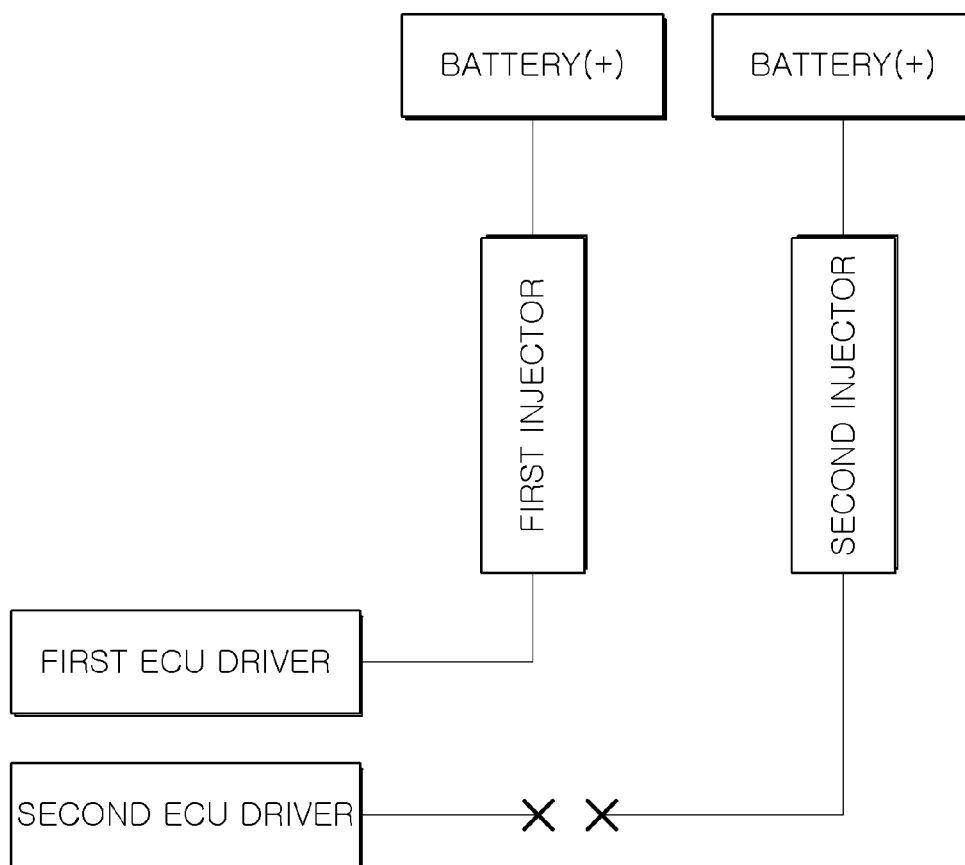 BATTERY(+)
BATTERY(+)
FIRST INJECTOR
SECOND INJECTOR
FIRST ECU DRIVER
SECOND ECU DRIVER